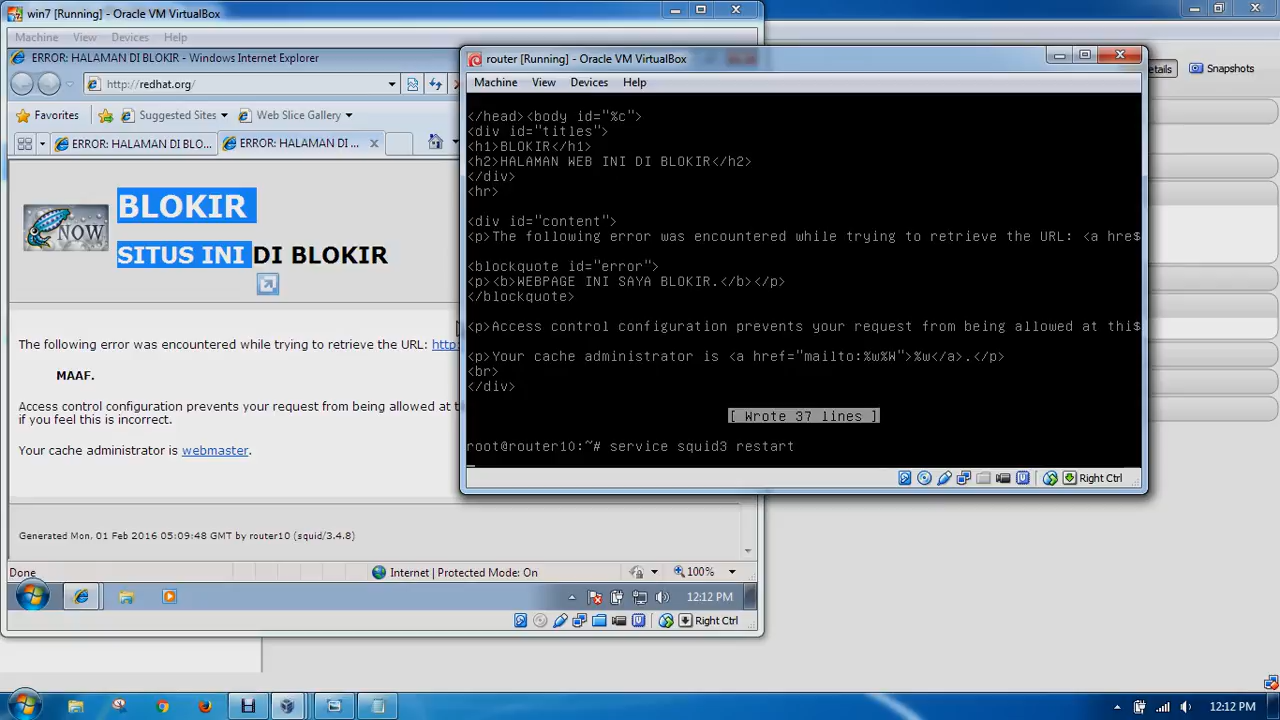 win7 [Running] - Oracle VM VirtualBox
Machine View Devices Help
ERROR: HALAMAN DI BLOKIR - Windows Internet Explorer
http://redhat.org/
Favorites Suggested Sites Web Slice Gallery
ERROR: HALAMAN DI BLO... ERROR: HALAMAN DI ...
NOW
BLOKIR
SITUS INI DI BLOKIR
The following error was encountered while trying to retrieve the URL: http:
MAAF.
Access control configuration prevents your request from being allowed at
if you feel this is incorrect.
Your cache administrator is webmaster.
Generated Mon, 01 Feb 2016 05:09:48 GMT by router10 (squid/3.4.8)
Done Internet | Protected Mode: On 100%
12:12 PM
Right Ctrl
router [Running] - Oracle VM VirtualBox
Machine View Devices Help
</head><body id="%c">
<div id="titles">
<h1>BLOKIR</h1>
<h2>HALAMAN WEB INI DI BLOKIR</h2>
</div>
<hr>
<div id="content">
<p>The following error was encountered while trying to retrieve the URL: <a hre$
<blockquote id="error">
<p><b>WEBPAGE INI SAYA BLOKIR.</b></p>
</blockquote>
<p>Access control configuration prevents your request from being allowed at this$
<p>Your cache administrator is <a href="mailto:%w%W">%w</a>.</p>
<br>
</div>
[ Wrote 37 lines ]
root@router10:~# service squid3 restart
Right Ctrl
Snapshots
12:12 PM